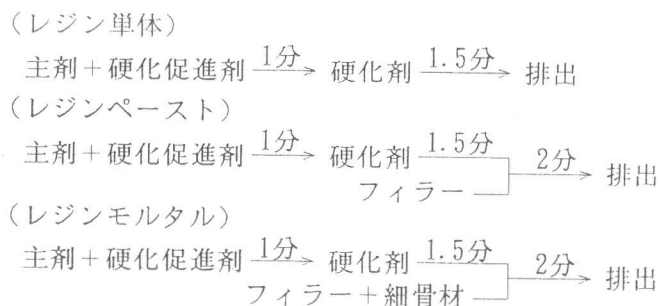 (レジン単体)
主剤+硬化促進剤 1分 硬化剤 1.5分 排出
(レジンペースト)
主剤+硬化促進剤 1分 硬化剤 1.5分
フィラー 2分 排出
(レジンモルタル)
主剤+硬化促進剤 1分 硬化剤 1.5分
フィラー+細骨材 2分 排出